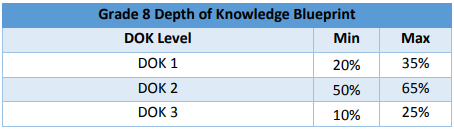 Grade 8 Depth of Knowledge Blueprint
DOK Level Min Max
DOK 1 20% 35%
DOK 2 50% 65%
DOK 3 10% 25%